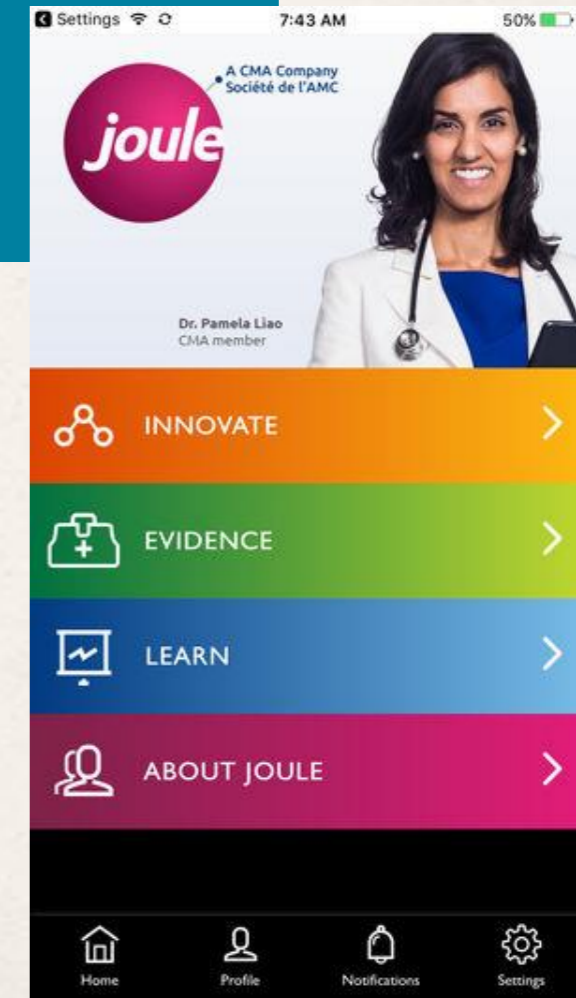 Settings 7:43 AM 50%
A CMA Company
Société de l'AMC
joule
Dr. Pamela Liao
CMA member
INNOVATE
EVIDENCE
LEARN
ABOUT JOULE
Home Profile Notifications Settings